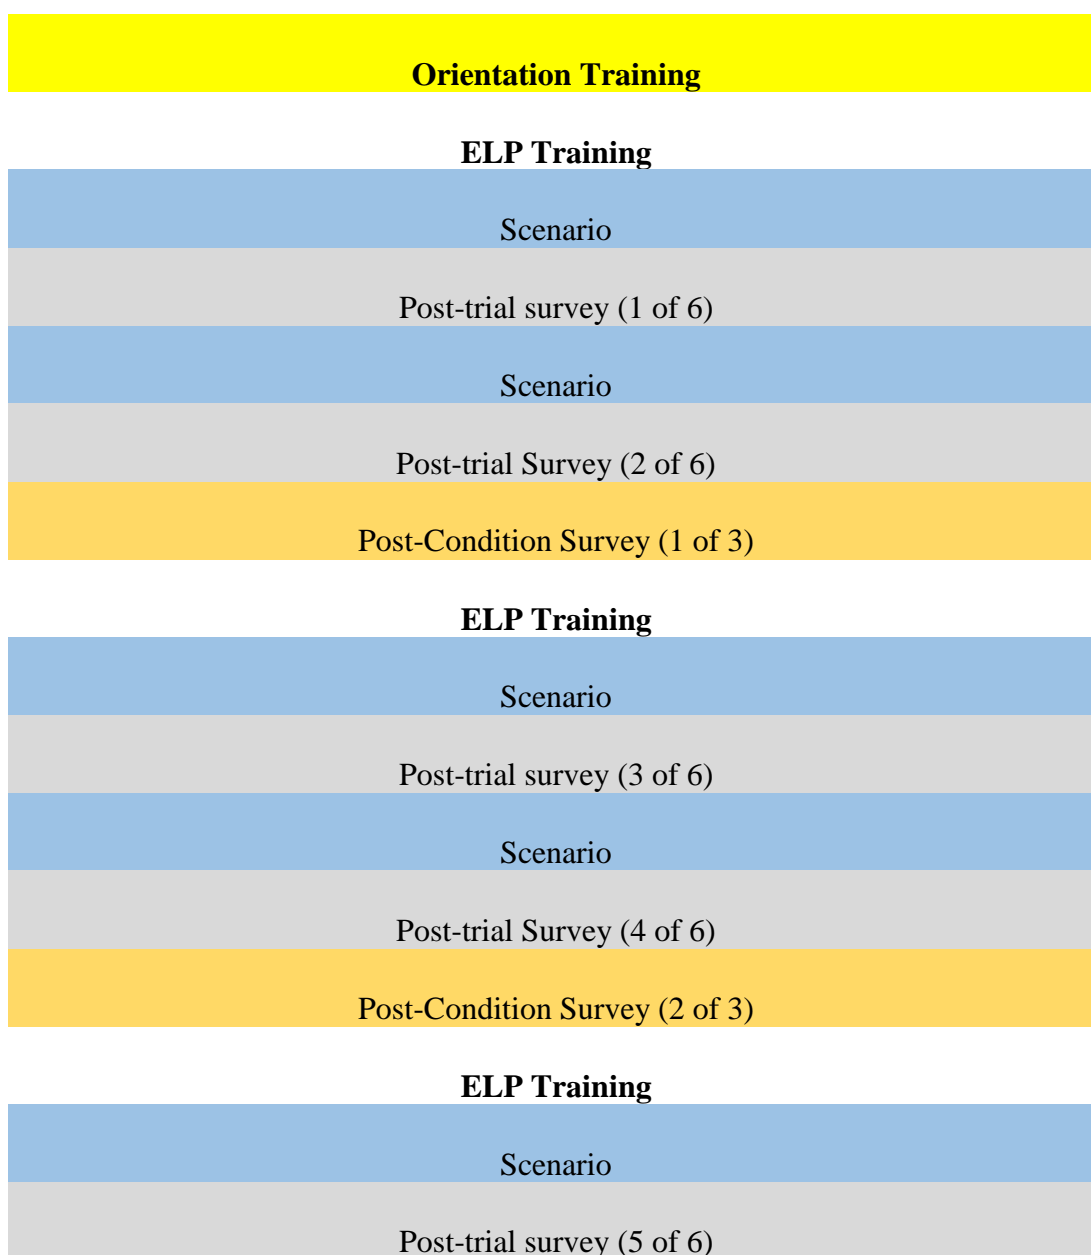 Orientation Training
ELP Training
Scenario
Post-trial survey (1 of 6)
Scenario
Post-trial Survey (2 of 6)
Post-Condition Survey (1 of 3)
ELP Training
Scenario
Post-trial survey (3 of 6)
Scenario
Post-trial Survey (4 of 6)
Post-Condition Survey (2 of 3)
ELP Training
Scenario
Post-trial survey (5 of 6)